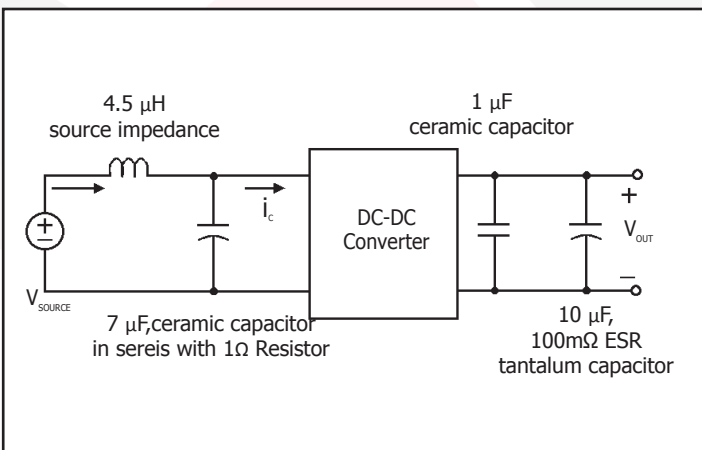 4.5 μH
source impedance
1 μF
ceramic capacitor
i c
DC-DC
Converter
+
V OUT
–
+
–
V SOURCE
7 μF,ceramic capacitor
in sereis with 1Ω Resistor
10 μF,
100mΩ ESR
tantalum capacitor